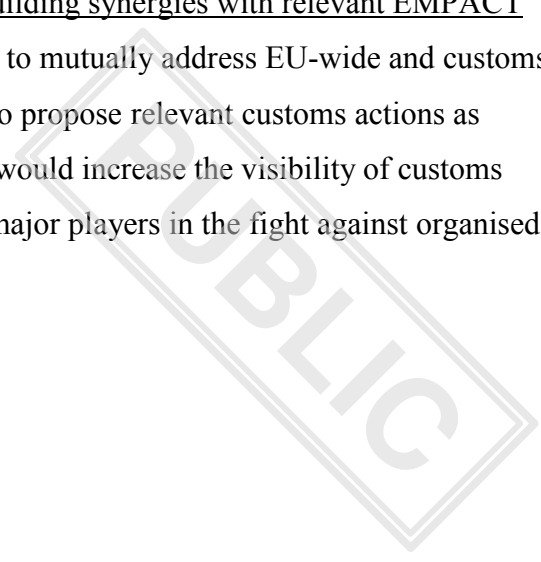 uilding synergies with relevant EMPACT
to mutually address EU-wide and customs
o propose relevant customs actions as
would increase the visibility of customs
major players in the fight against organised
PUBLIC